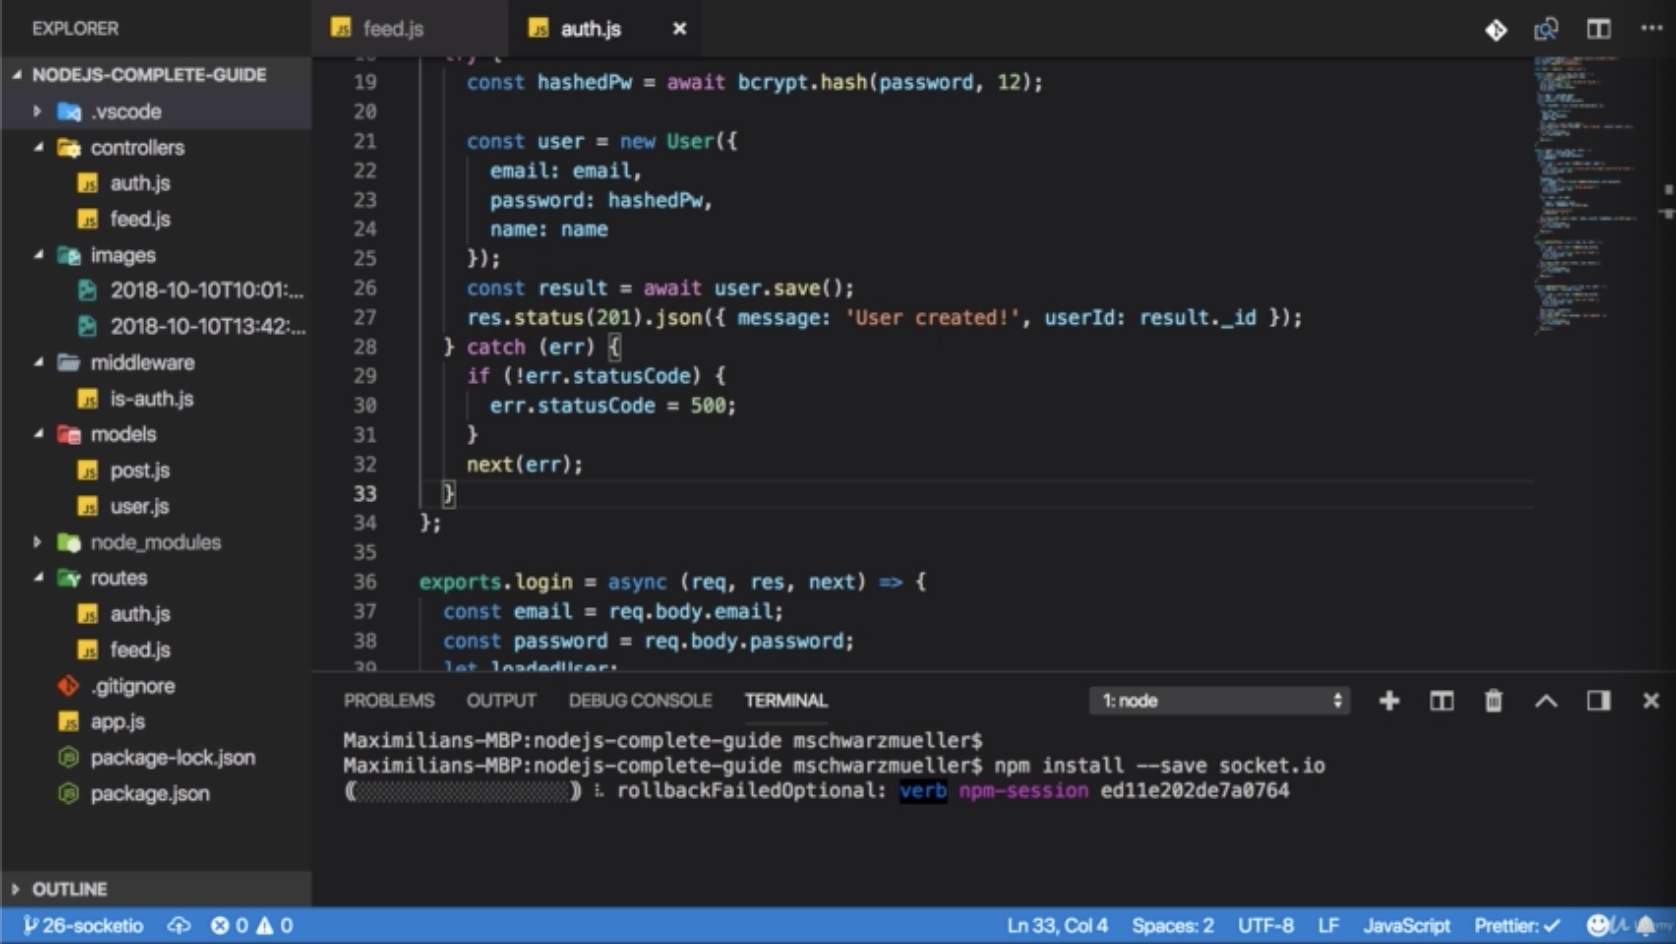 EXPLORER
NODEJS-COMPLETE-GUIDE
.vscode
controllers
auth.js
feed.js
images
2018-10-10T10:01:...
2018-10-10T13:42:...
middleware
is-auth.js
models
post.js
user.js
node_modules
routes
auth.js
feed.js
.gitignore
app.js
package-lock.json
package.json
OUTLINE
feed.js auth.js
18 try {
19 const hashedPw = await bcrypt.hash(password, 12);
20
21 const user = new User({
22 email: email,
23 password: hashedPw,
24 name: name
25 });
26 const result = await user.save();
27 res.status(201).json({ message: 'User created!', userId: result._id });
28 } catch (err) {
29 if (!err.statusCode) {
30 err.statusCode = 500;
31 }
32 next(err);
33 }
34 };
35
36 exports.login = async (req, res, next) => {
37 const email = req.body.email;
38 const password = req.body.password;
39 let loadedUser;
PROBLEMS OUTPUT DEBUG CONSOLE TERMINAL 1: node
Maximilians-MBP:nodejs-complete-guide mschwarzmueller$
Maximilians-MBP:nodejs-complete-guide mschwarzmueller$ npm install --save socket.io
rollbackFailedOptional: verb npm-session ed11e202de7a0764
26-socketio 0 0 Ln 33, Col 4 Spaces: 2 UTF-8 LF JavaScript Prettier: ✓